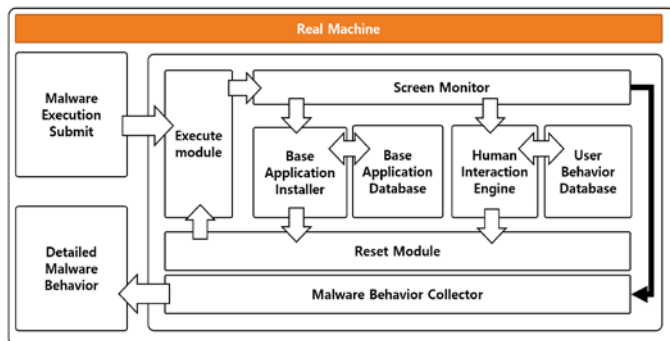 Real Machine
Malware
Execution
Submit
Execute
module
Screen Monitor
Base
Application
Installer
Base
Application
Database
Human
Interaction
Engine
User
Behavior
Database
Reset Module
Detailed
Malware
Behavior
Malware Behavior Collector